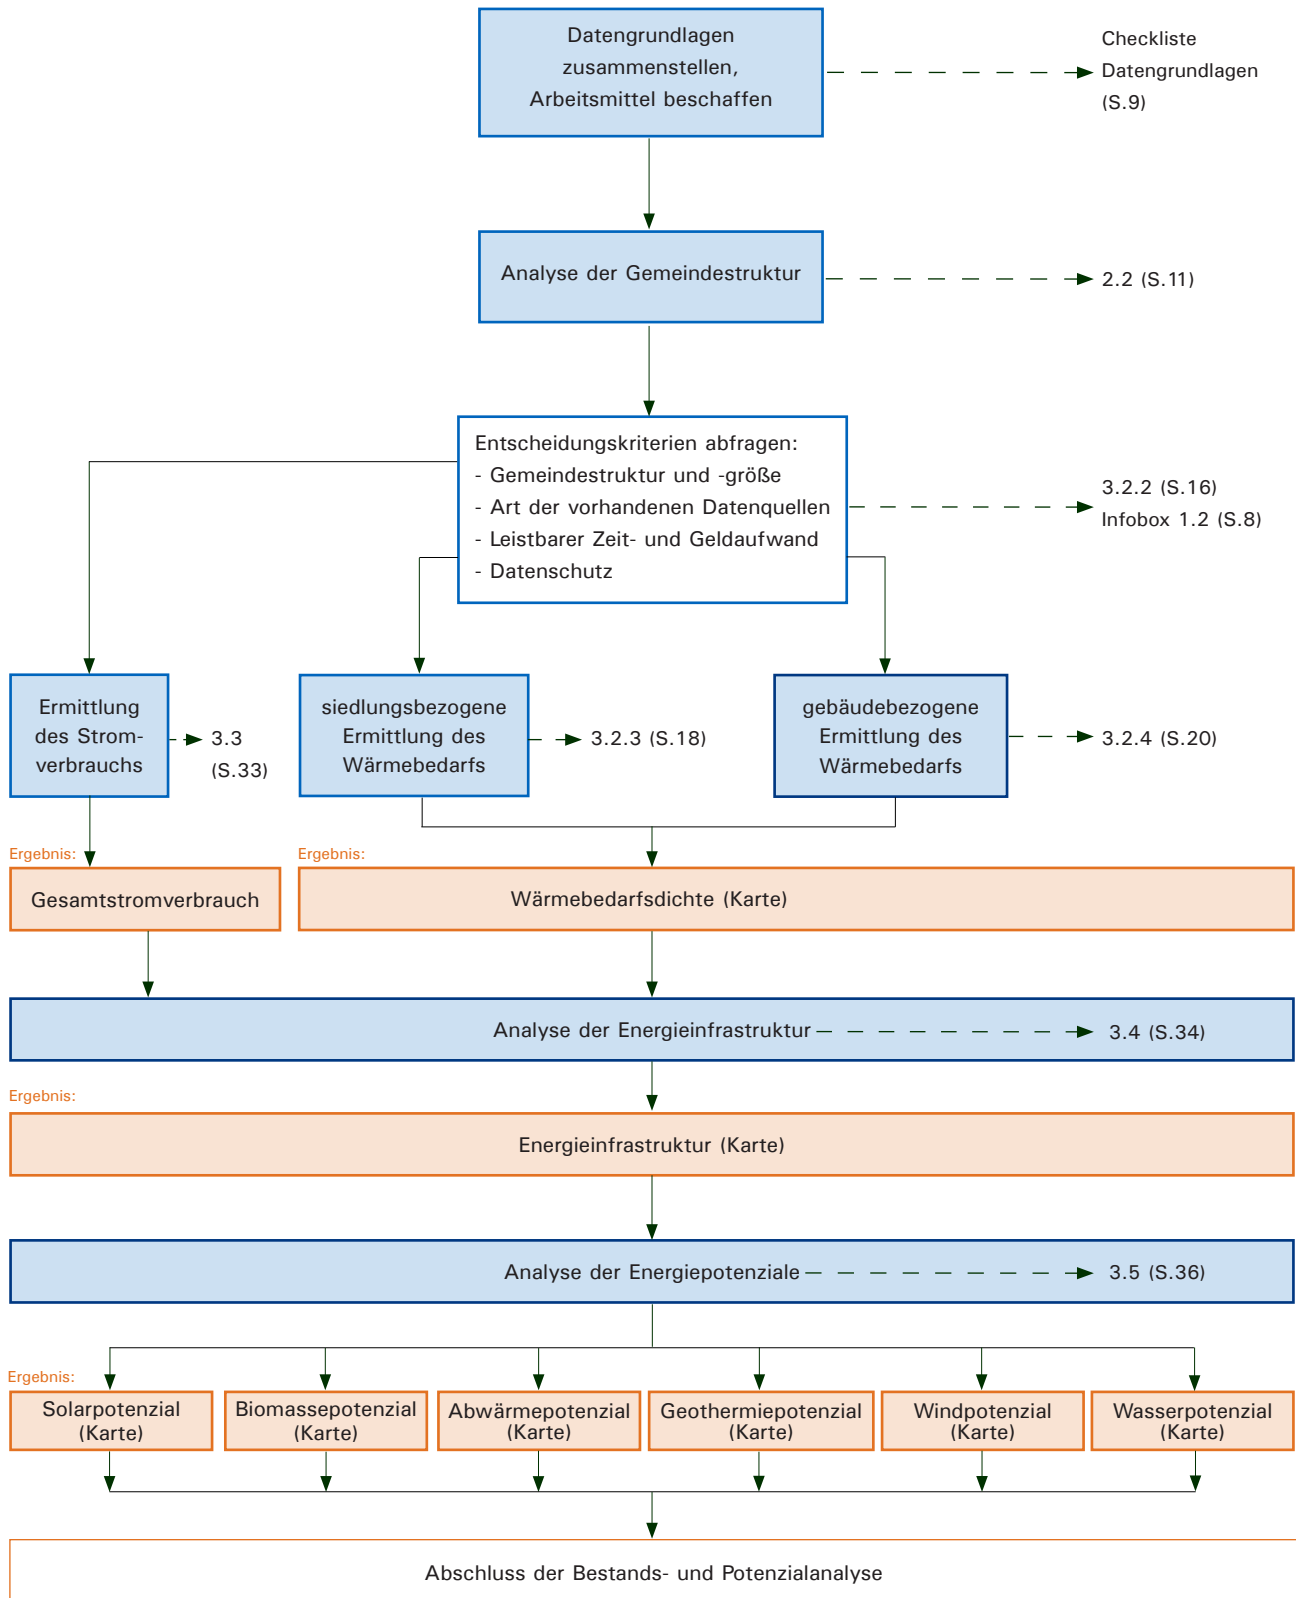 Datengrundlagen
zusammenstellen,
Arbeitsmittel beschaffen
Checkliste
Datengrundlagen
(S.9)
Analyse der Gemeindestruktur
2.2 (S.11)
Entscheidungskriterien abfragen:
- Gemeindestruktur und -größe
- Art der vorhandenen Datenquellen
- Leistbarer Zeit- und Geldaufwand
- Datenschutz
3.2.2 (S.16)
Infobox 1.2 (S.8)
Ermittlung
des Strom-
verbrauchs
3.3
(S.33)
siedlungsbezogene
Ermittlung des
Wärmebedarfs
3.2.3 (S.18)
gebäudebezogene
Ermittlung des
Wärmebedarfs
3.2.4 (S.20)
Ergebnis:
Gesamtstromverbrauch
Ergebnis:
Wärmebedarfsdichte (Karte)
Analyse der Energieinfrastruktur
3.4 (S.34)
Ergebnis:
Energieinfrastruktur (Karte)
Analyse der Energiepotenziale
3.5 (S.36)
Ergebnis:
Solarpotenzial
(Karte)
Biomassepotenzial
(Karte)
Abwärmepotenzial
(Karte)
Geothermiepotenzial
(Karte)
Windpotenzial
(Karte)
Wasserpotenzial
(Karte)
Abschluss der Bestands- und Potenzialanalyse